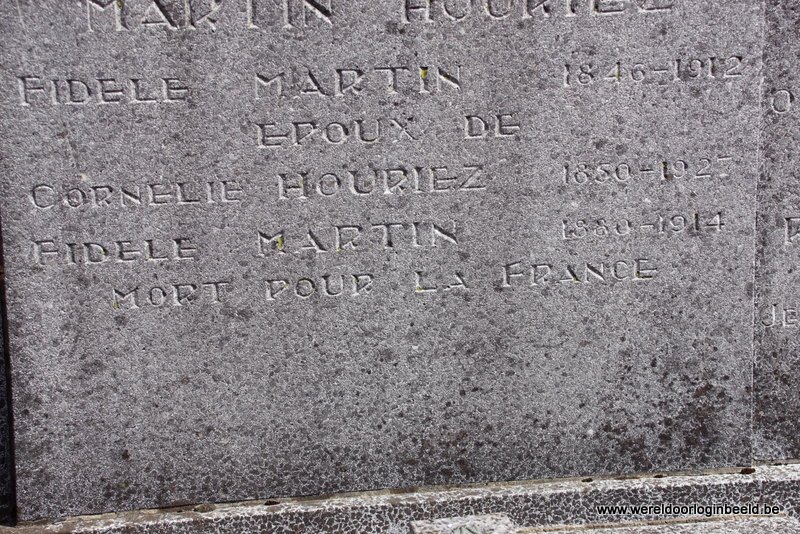 MARTIN HOURIEZ
FIDELE MARTIN 1846-1912
EPOUX DE
CORNELIE HOURIEZ 1850-1927
FIDELE MARTIN 1880-1914
MORT POUR LA FRANCE
www.wereldoorloginbeeld.be